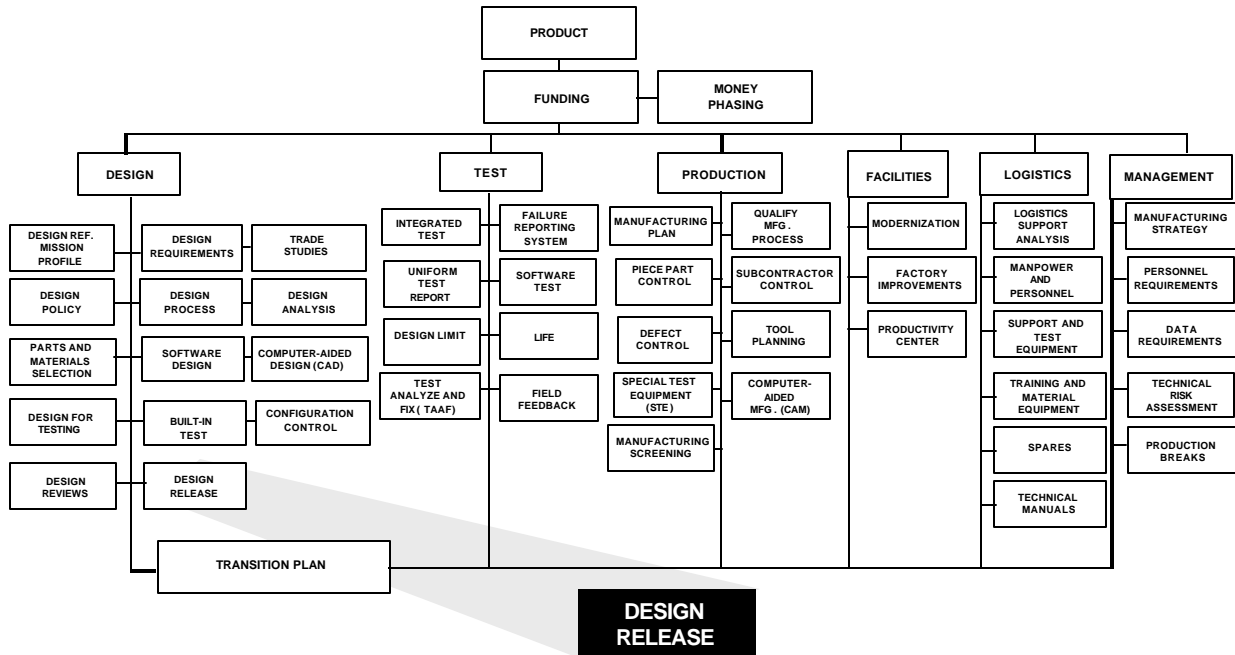 PRODUCT
FUNDING
MONEY
PHASING
DESIGN
TEST
PRODUCTION
FACILITIES
LOGISTICS
MANAGEMENT
DESIGN REF.
MISSION
PROFILE
DESIGN
REQUIREMENTS
TRADE
STUDIES
DESIGN
POLICY
DESIGN
PROCESS
DESIGN
ANALYSIS
PARTS AND
MATERIALS
SELECTION
SOFTWARE
DESIGN
COMPUTER-AIDED
DESIGN (CAD)
DESIGN FOR
TESTING
BUILT-IN
TEST
CONFIGURATION
CONTROL
DESIGN
REVIEWS
DESIGN
RELEASE
INTEGRATED
TEST
FAILURE
REPORTING
SYSTEM
UNIFORM
TEST
REPORT
SOFTWARE
TEST
DESIGN LIMIT
LIFE
TEST
ANALYZE AND
FIX ( TAAF)
FIELD
FEEDBACK
MANUFACTURING
PLAN
QUALIFY
MFG .
PROCESS
PIECE PART
CONTROL
SUBCONTRACTOR
CONTROL
DEFECT
CONTROL
TOOL
PLANNING
SPECIAL TEST
EQUIPMENT
(STE)
COMPUTER-
AIDED
MFG . (CAM)
MANUFACTURING
SCREENING
MODERNIZATION
FACTORY
IMPROVEMENTS
PRODUCTIVITY
CENTER
LOGISTICS
SUPPORT
ANALYSIS
MANPOWER
AND
PERSONNEL
SUPPORT AND
TEST
EQUIPMENT
TRAINING AND
MATERIAL
EQUIPMENT
SPARES
TECHNICAL
MANUALS
MANUFACTURING
STRATEGY
PERSONNEL
REQUIREMENTS
DATA
REQUIREMENTS
TECHNICAL
RISK
ASSESSMENT
PRODUCTION
BREAKS
TRANSITION PLAN
DESIGN
RELEASE